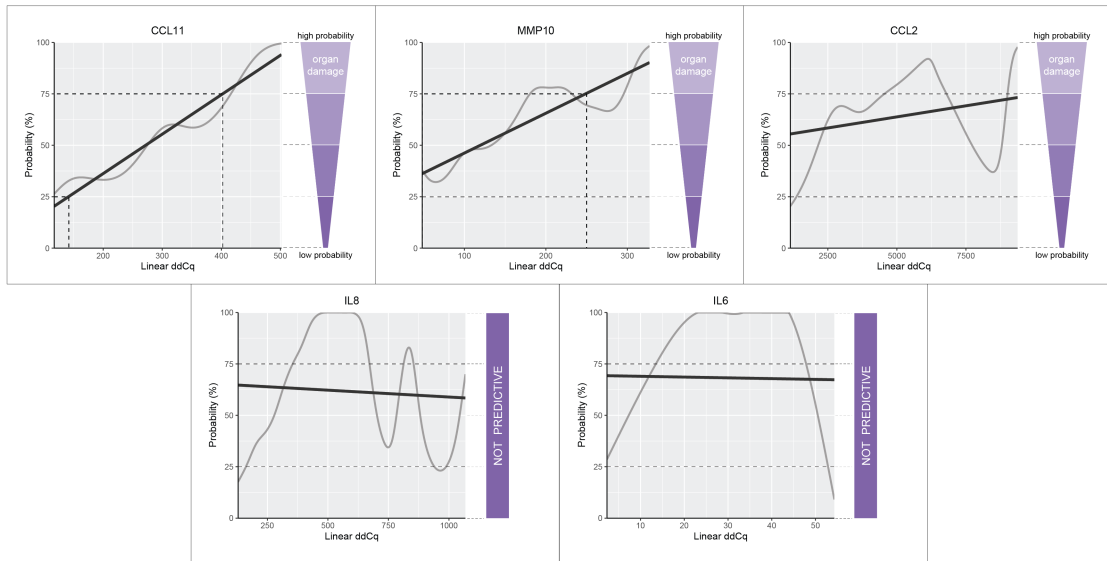 CCL11
high probability
100
75
50
25
0
Probability (%)
200
300
400
500
Linear ddCq
organ
damage
low probability
MMP10
high probability
100
75
50
25
0
Probability (%)
100
200
300
Linear ddCq
organ
damage
low probability
CCL2
high probability
100
75
50
25
0
Probability (%)
2500
5000
7500
Linear ddCq
organ
damage
low probability
IL8
100
75
50
25
0
Probability (%)
250
500
750
1000
Linear ddCq
NOT PREDICTIVE
IL6
100
75
50
25
0
Probability (%)
10
20
30
40
50
Linear ddCq
NOT PREDICTIVE